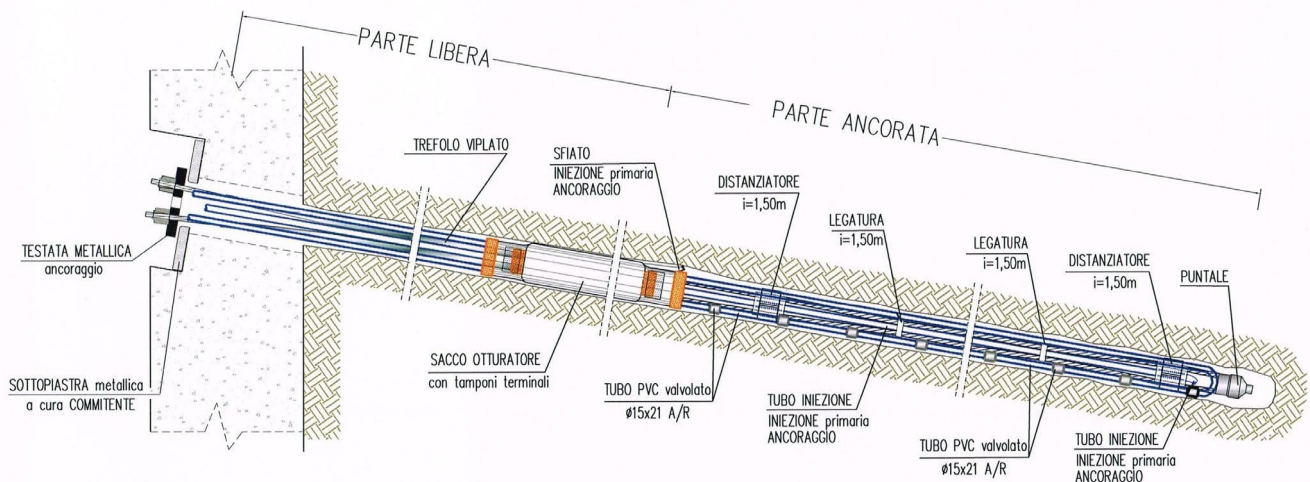 PARTE LIBERA
PARTE ANCORATA
TREFOLO VIPLATO
SFIATO
INIEZIONE primaria
ANCORAGGIO
DISTANZIATORE
i=1,50m
LEGATURA
i=1,50m
LEGATURA
i=1,50m
DISTANZIATORE
i=1,50m
PUNTALE
TESTATA METALLICA
ancoraggio
SOTTOPIASTRA metallica
a cura COMMITENTE
SACCO OTTURATORE
con tamponi terminali
TUBO PVC valvolato
ø15x21 A/R
TUBO INIEZIONE
INIEZIONE primaria
ANCORAGGIO
TUBO PVC valvolato
ø15x21 A/R
TUBO INIEZIONE
INIEZIONE primaria
ANCORAGGIO